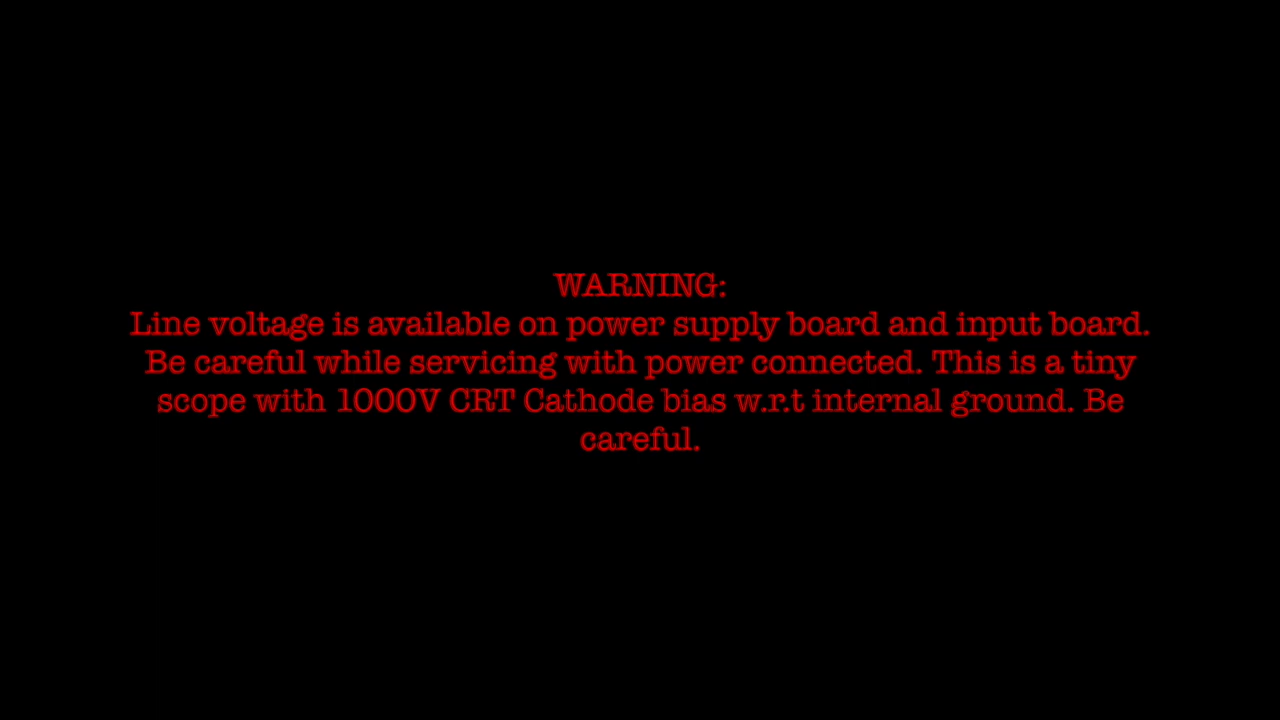 WARNING:
Line voltage is available on power supply board and input board.
Be careful while servicing with power connected. This is a tiny
scope with 1000V CRT Cathode bias w.r.t internal ground. Be
careful.